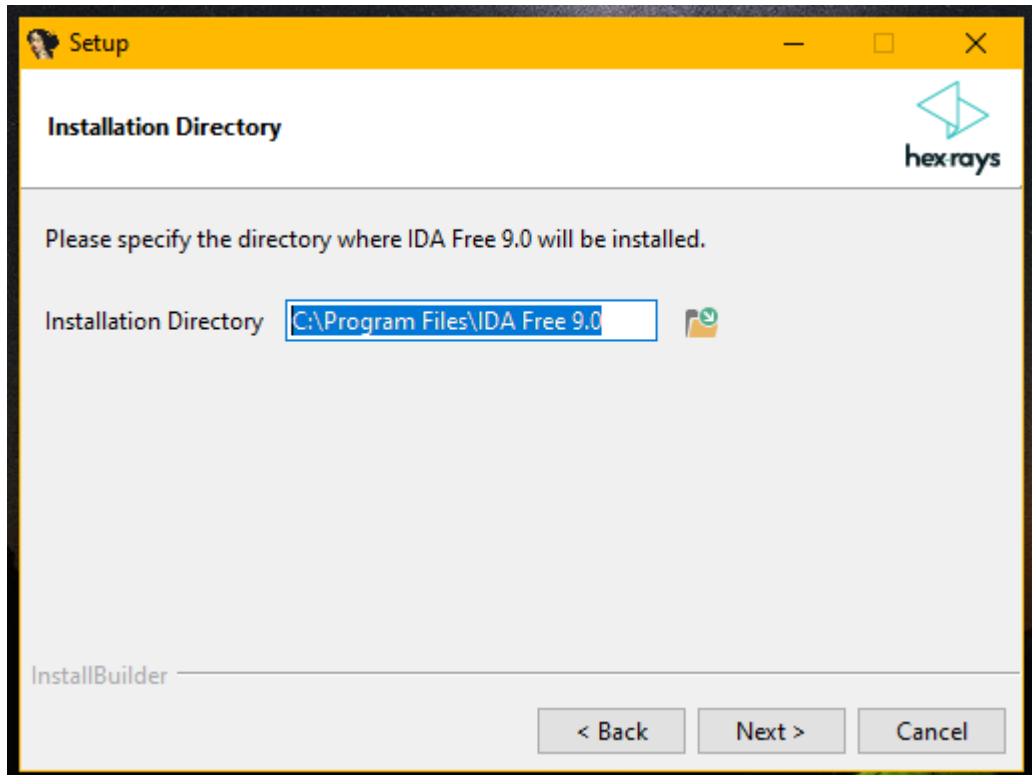 Setup
Installation Directory
hex-rays
Please specify the directory where IDA Free 9.0 will be installed.
Installation Directory C:\Program Files\IDA Free 9.0
InstallBuilder
< Back Next > Cancel